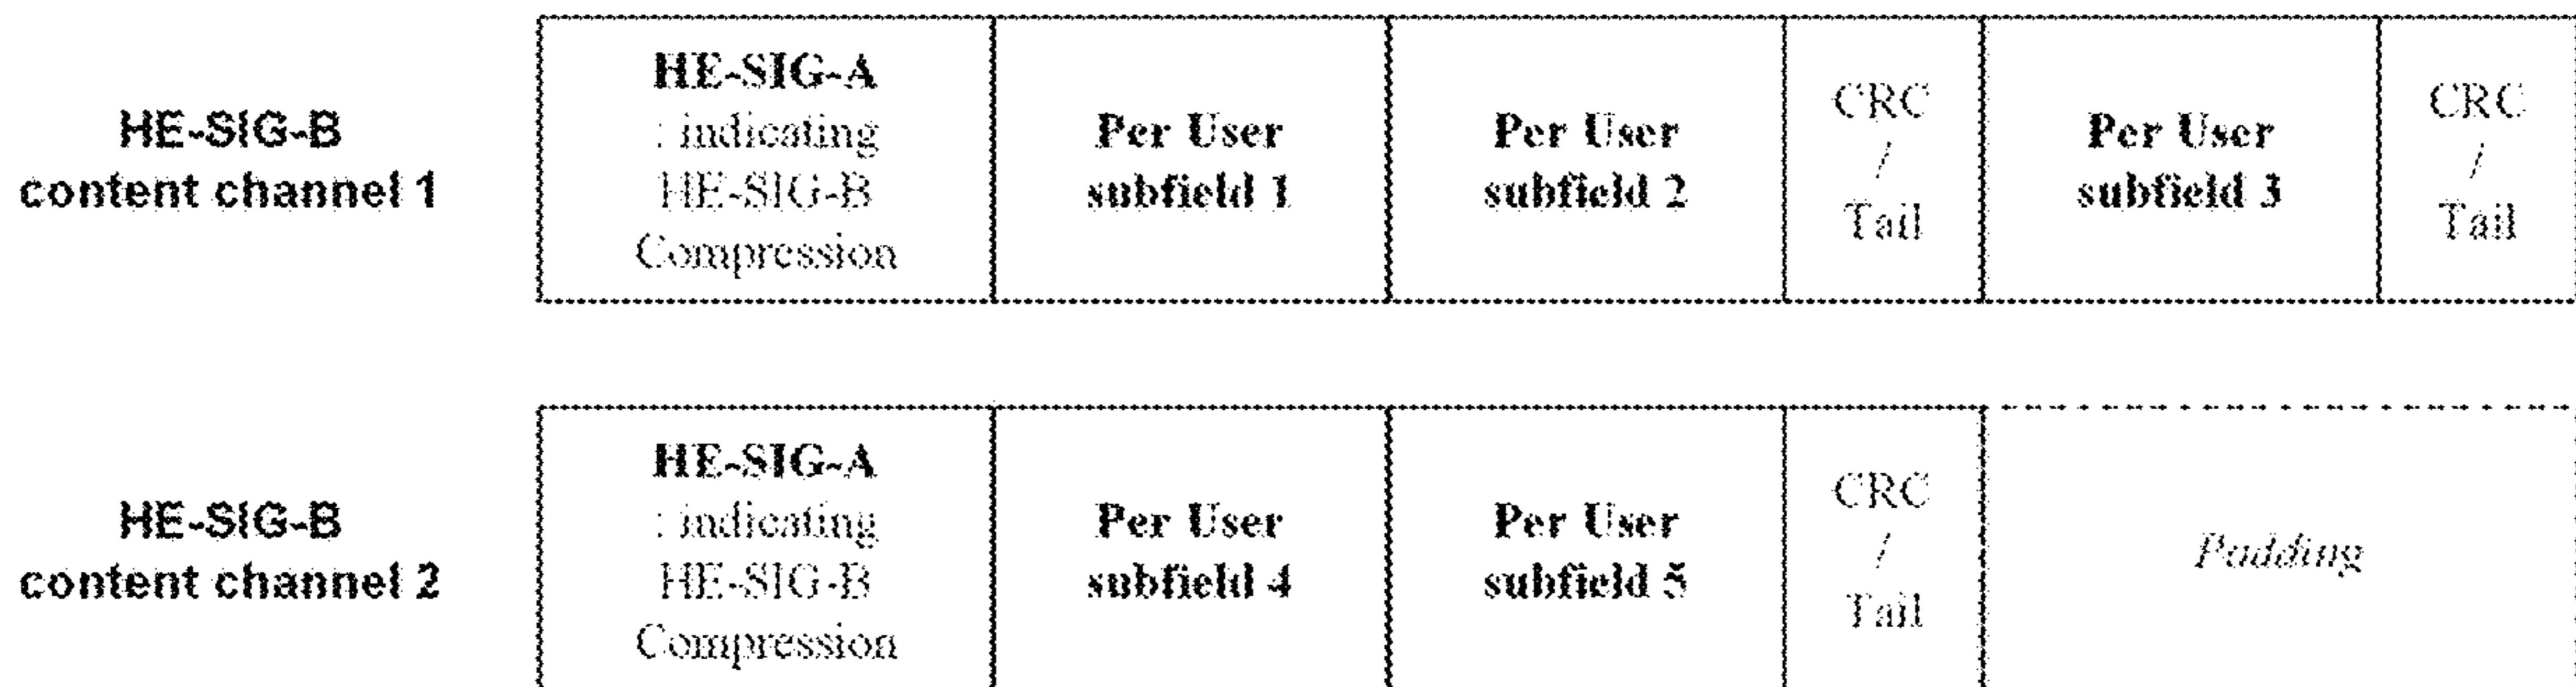 HE-SIG-B
content channel 1
HE-SIG-A
: indicating
HE-SIG-B
Compression
Per User
subfield 1
Per User
subfield 2
CRC
/
Tail
Per User
subfield 3
CRC
/
Tail
HE-SIG-B
content channel 2
HE-SIG-A
: indicating
HE-SIG-B
Compression
Per User
subfield 4
Per User
subfield 5
CRC
/
Tail
Padding